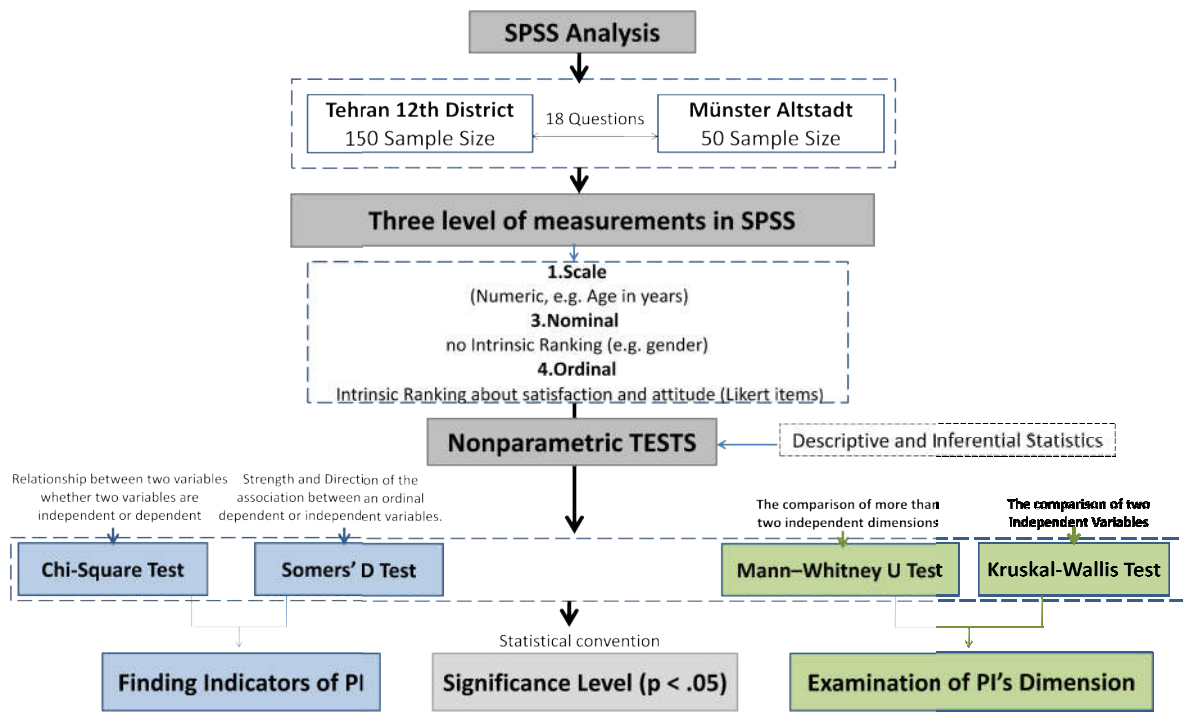 SPSS Analysis
Tehran 12th District
150 Sample Size
18 Questions
Münster Altstadt
50 Sample Size
Three level of measurements in SPSS
1.Scale
(Numeric, e.g. Age in years)
3.Nominal
no Intrinsic Ranking (e.g. gender)
4.Ordinal
Intrinsic Ranking about satisfaction and attitude (Likert items)
Nonparametric TESTS
Descriptive and Inferential Statistics
Relationship between two variables
whether two variables are
independent or dependent
Strength and Direction of the
association between an ordinal
dependent or independent variables.
The comparison of more than
two independent dimensions
The comparison of two
Independent Variables
Chi-Square Test
Somers’ D Test
Mann–Whitney U Test
Kruskal-Wallis Test
Statistical convention
Finding Indicators of PI
Significance Level (p < .05)
Examination of PI’s Dimension